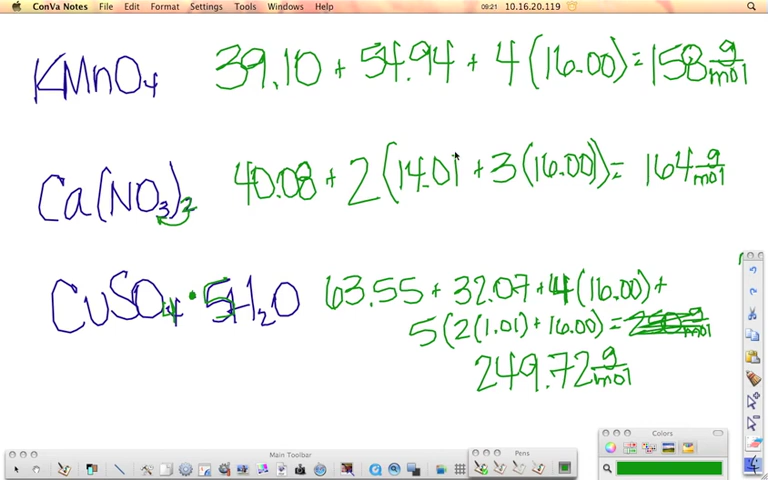 ConVa Notes File Edit Format Settings Tools Windows Help 09:21 10.16.20.119
KMnO4 39.10 + 54.94 + 4 (16.00) = 158 g/mol
Ca(NO3)2 40.08 + 2 (14.01 + 3 (16.00)) = 164 g/mol
CuSO4 • 5H2O 63.55 + 32.07 + 4 (16.00) +
5 (2 (1.01) + 16.00) = 250 g/mol
249.72 g/mol
Main Toolbar
Pens
Colors